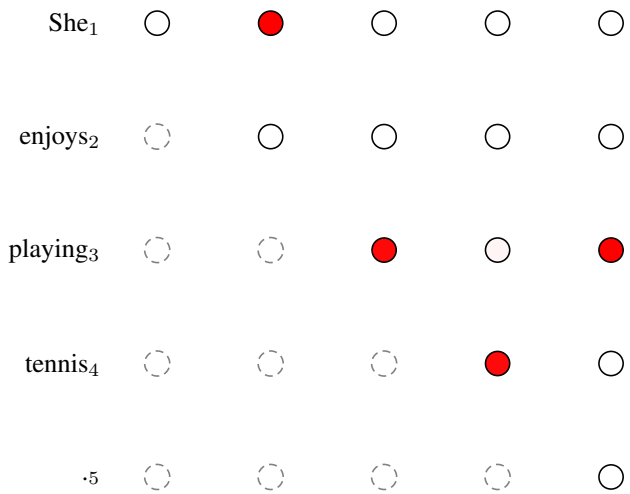 She₁
enjoys₂
playing₃
tennis₄
.₅